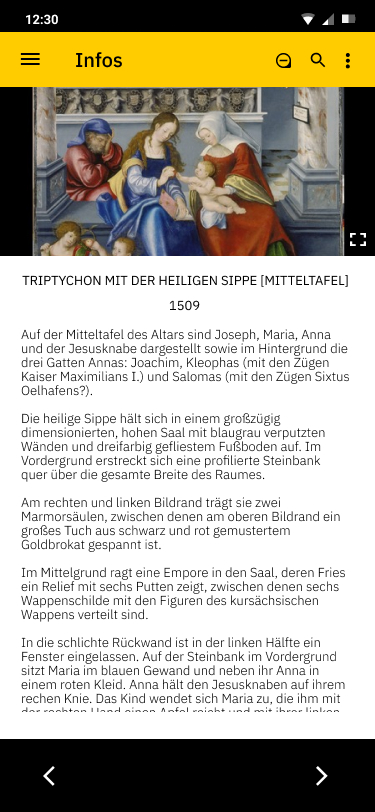 12:30
Infos
TRIPTYCHON MIT DER HEILIGEN SIPPE [MITTELTAFEL]
1509
Auf der Mitteltafel des Altars sind Joseph, Maria, Anna
und der Jesusknabe dargestellt sowie im Hintergrund die
drei Gatten Annas: Joachim, Kleophas (mit den Zügen
Kaiser Maximilians I.) und Salomas (mit den Zügen Sixtus
Oelhafens?).
Die heilige Sippe hält sich in einem großzügig
dimensionierten, hohen Saal mit blaugrau verputzten
Wänden und dreifarbig gefliestem Fußboden auf. Im
Vordergrund erstreckt sich eine profilierte Steinbank
quer über die gesamte Breite des Raumes.
Am rechten und linken Bildrand trägt sie zwei
Marmorsäulen, zwischen denen am oberen Bildrand ein
großes Tuch aus schwarz und rot gemustertem
Goldbrokat gespannt ist.
Im Mittelgrund ragt eine Empore in den Saal, deren Fries
ein Relief mit sechs Putten zeigt, zwischen denen sechs
Wappenschilde mit den Figuren des kursächsischen
Wappens verteilt sind.
In die schlichte Rückwand ist in der linken Hälfte ein
Fenster eingelassen. Auf der Steinbank im Vordergrund
sitzt Maria im blauen Gewand und neben ihr Anna in
einem roten Kleid. Anna hält den Jesusknaben auf ihrem
rechten Knie. Das Kind wendet sich Maria zu, die ihm mit
der rechten Hand einen Apfel reicht und mit ihrer linken